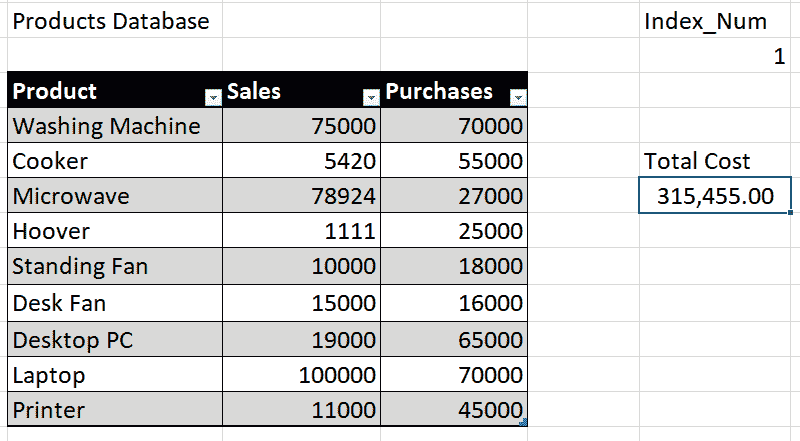 Products Database Index_Num
1
Product Sales Purchases
Washing Machine 75000 70000
Cooker 5420 55000 Total Cost
Microwave 78924 27000 315,455.00
Hoover 1111 25000
Standing Fan 10000 18000
Desk Fan 15000 16000
Desktop PC 19000 65000
Laptop 100000 70000
Printer 11000 45000